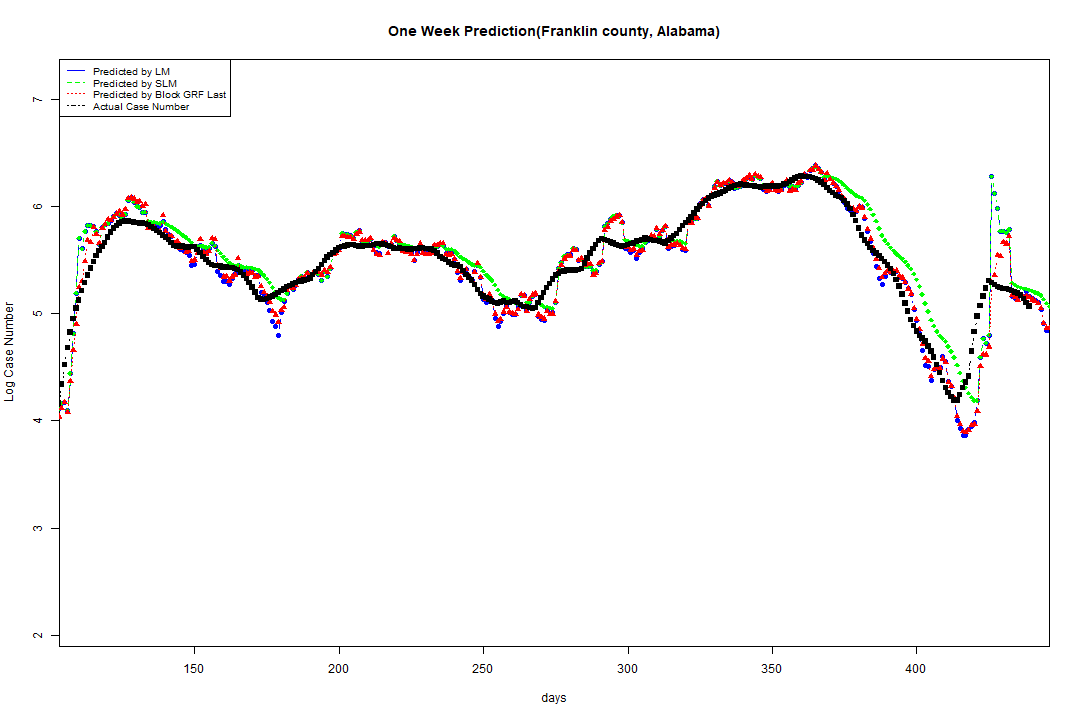 One Week Prediction(Franklin county, Alabama)
Predicted by LM
Predicted by SLM
Predicted by Block GRF Last
Actual Case Number
7
6
5
4
3
2
Log Case Number
150 200 250 300 350 400
days